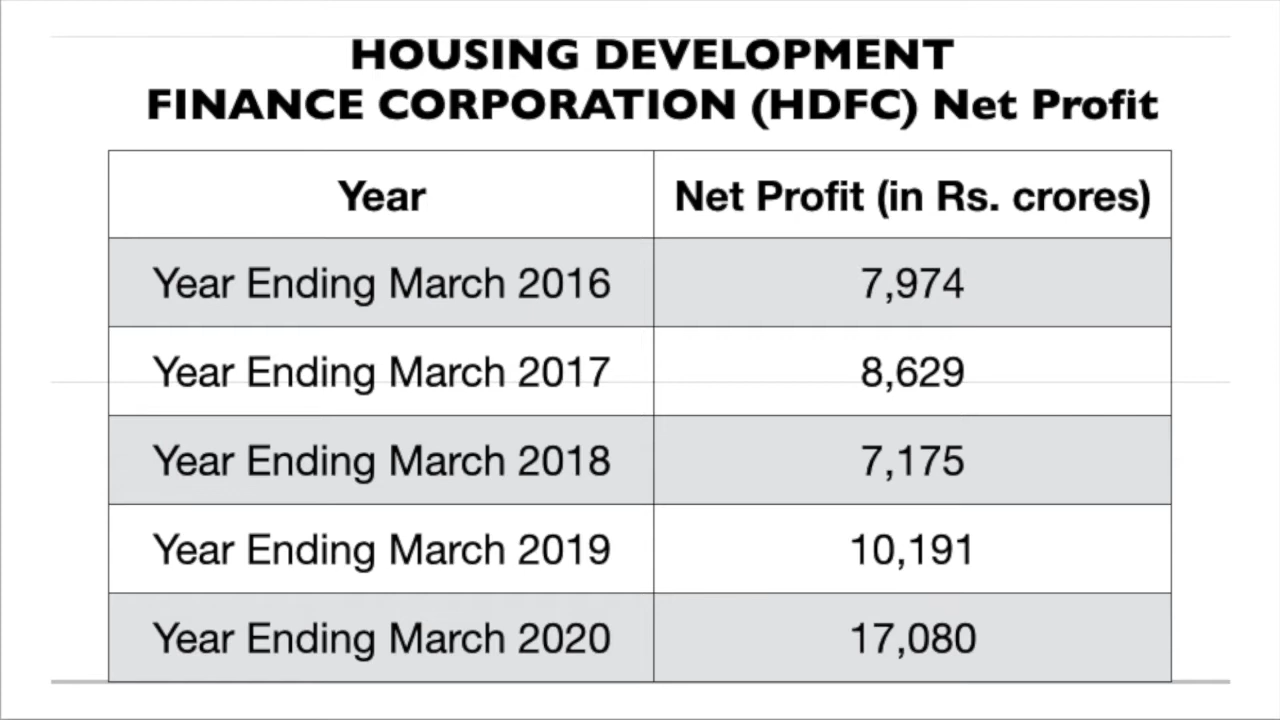 HOUSING DEVELOPMENT
FINANCE CORPORATION (HDFC) Net Profit
Year Net Profit (in Rs. crores)
Year Ending March 2016 7,974
Year Ending March 2017 8,629
Year Ending March 2018 7,175
Year Ending March 2019 10,191
Year Ending March 2020 17,080